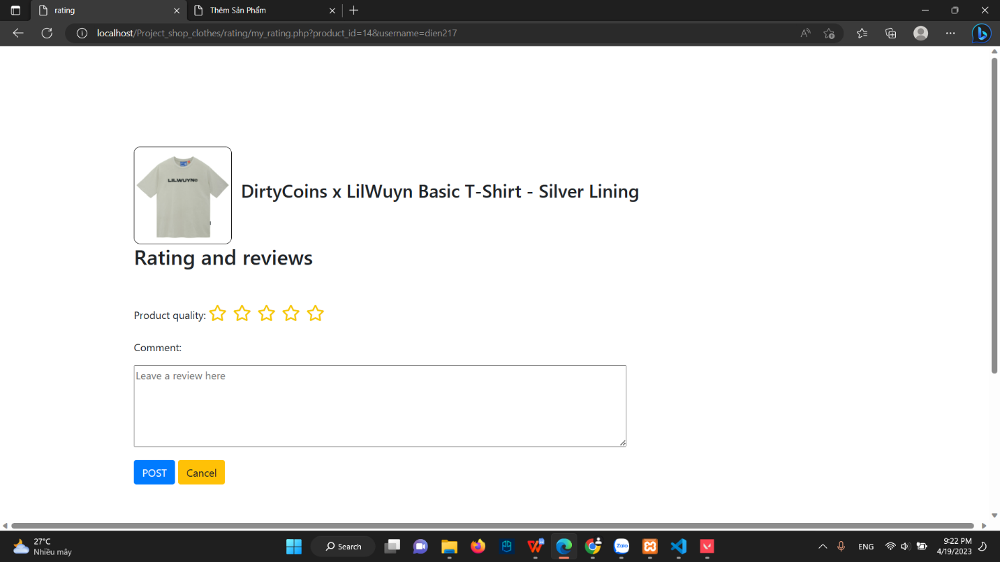 rating
Thêm Sản Phẩm
localhost/Project_shop_clothes/rating/my_rating.php?product_id=14&username=dien217
LILWUYN
DirtyCoins x LilWuyn Basic T-Shirt - Silver Lining
Rating and reviews
Product quality:
Comment:
Leave a review here
POST Cancel
27°C
Nhiều mây
Search
Zalo
ENG
9:22 PM
4/19/2023